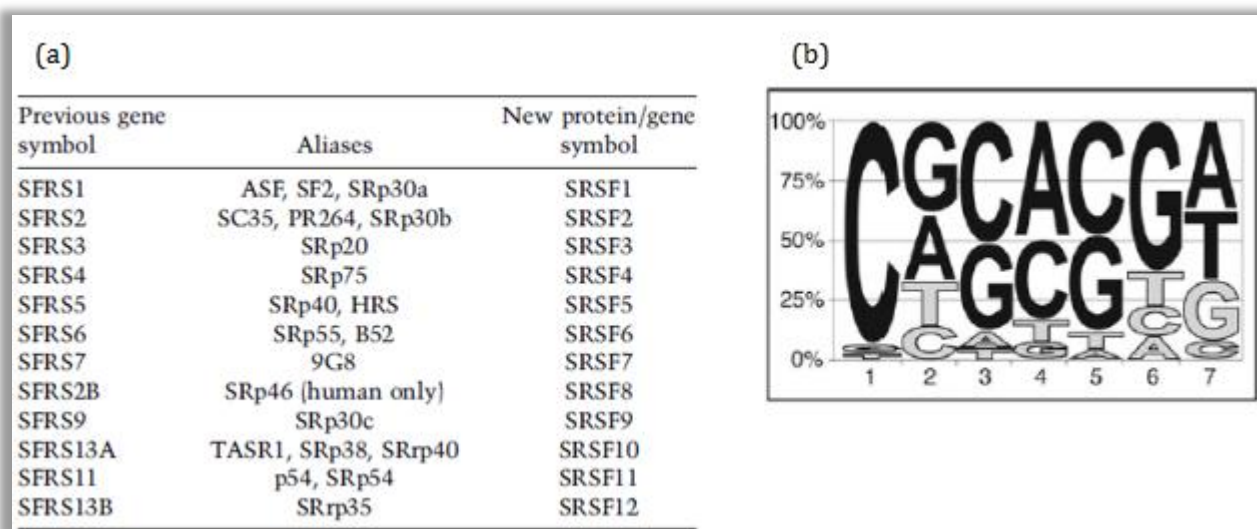 (a)
Previous gene symbol Aliases New protein/gene symbol
SFRS1 ASF, SF2, SRp30a SRSF1
SFRS2 SC35, PR264, SRp30b SRSF2
SFRS3 SRp20 SRSF3
SFRS4 SRp75 SRSF4
SFRS5 SRp40, HRS SRSF5
SFRS6 SRp55, B52 SRSF6
SFRS7 9G8 SRSF7
SFRS2B SRp46 (human only) SRSF8
SFRS9 SRp30c SRSF9
SFRS13A TASR1, SRp38, SRrp40 SRSF10
SFRS11 p54, SRp54 SRSF11
SFRS13B SRrp35 SRSF12
(b)
100%
75%
50%
25%
0%
C G C A C G A
A G C G T
T T C G
C A G T A C
1 2 3 4 5 6 7